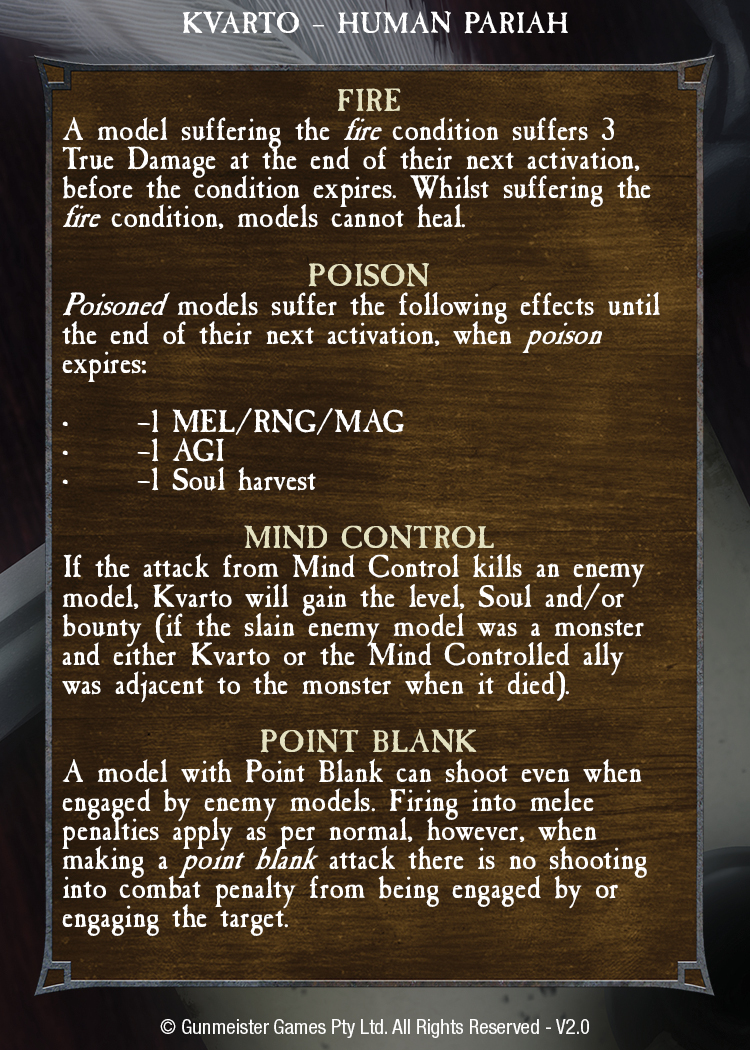 KVARTO – HUMAN PARIAH
FIRE
A model suffering the fire condition suffers 3
True Damage at the end of their next activation,
before the condition expires. Whilst suffering the
fire condition, models cannot heal.
POISON
Poisoned models suffer the following effects until
the end of their next activation, when poison
expires:
• –1 MEL/RNG/MAG
• –1 AGI
• –1 Soul harvest
MIND CONTROL
If the attack from Mind Control kills an enemy
model, Kvarto will gain the level, Soul and/or
bounty (if the slain enemy model was a monster
and either Kvarto or the Mind Controlled ally
was adjacent to the monster when it died).
POINT BLANK
A model with Point Blank can shoot even when
engaged by enemy models. Firing into melee
penalties apply as per normal, however, when
making a point blank attack there is no shooting
into combat penalty from being engaged by or
engaging the target.
© Gunmeister Games Pty Ltd. All Rights Reserved - V2.0